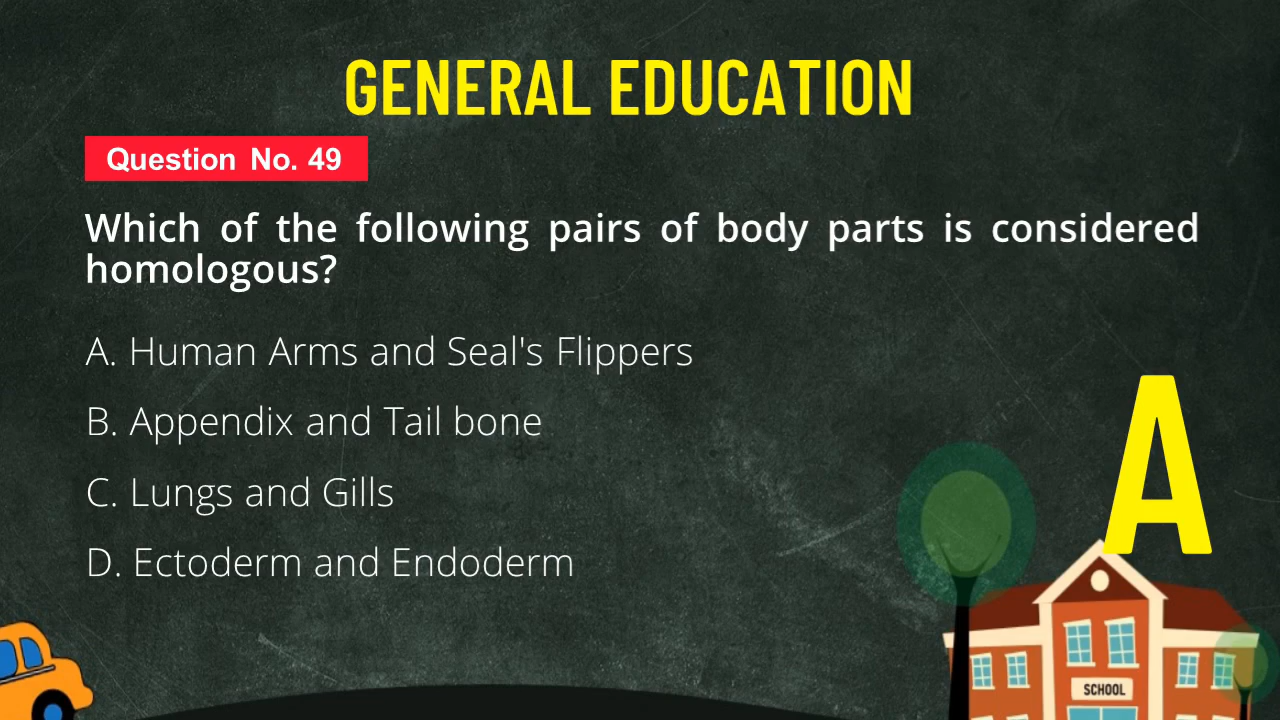 GENERAL EDUCATION
Question No. 49
Which of the following pairs of body parts is considered
homologous?
A. Human Arms and Seal's Flippers
B. Appendix and Tail bone
C. Lungs and Gills
D. Ectoderm and Endoderm
A
SCHOOL